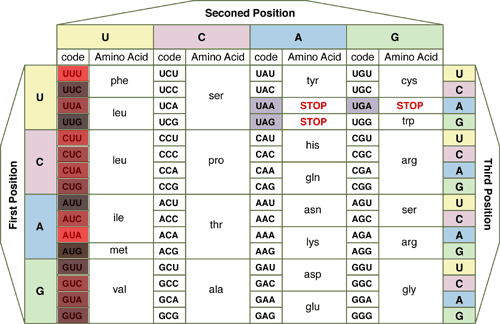 Seconed Position
U C A G
code Amino Acid code Amino Acid code Amino Acid code Amino Acid
First Position
Third Position
U
UUU phe UCU ser UAU tyr UGU cys U
UUC UCC UAC UGC C
UUA leu UCA UAA STOP UGA STOP A
UUG UCG UAG STOP UGG trp G
C
CUU leu CCU pro CAU his CGU arg U
CUC CCC CAC CGC C
CUA CCA CAA gln CGA A
CUG CCG CAG CGG G
A
AUU ile ACU thr AAU asn AGU ser U
AUC ACC AAC AGC C
AUA ACA AAA lys AGA arg A
AUG met ACG AAG AGG G
G
GUU val GCU ala GAU asp GGU gly U
GUC GCC GAC GGC C
GUA GCA GAA glu GGA A
GUG GCG GAG GGG G